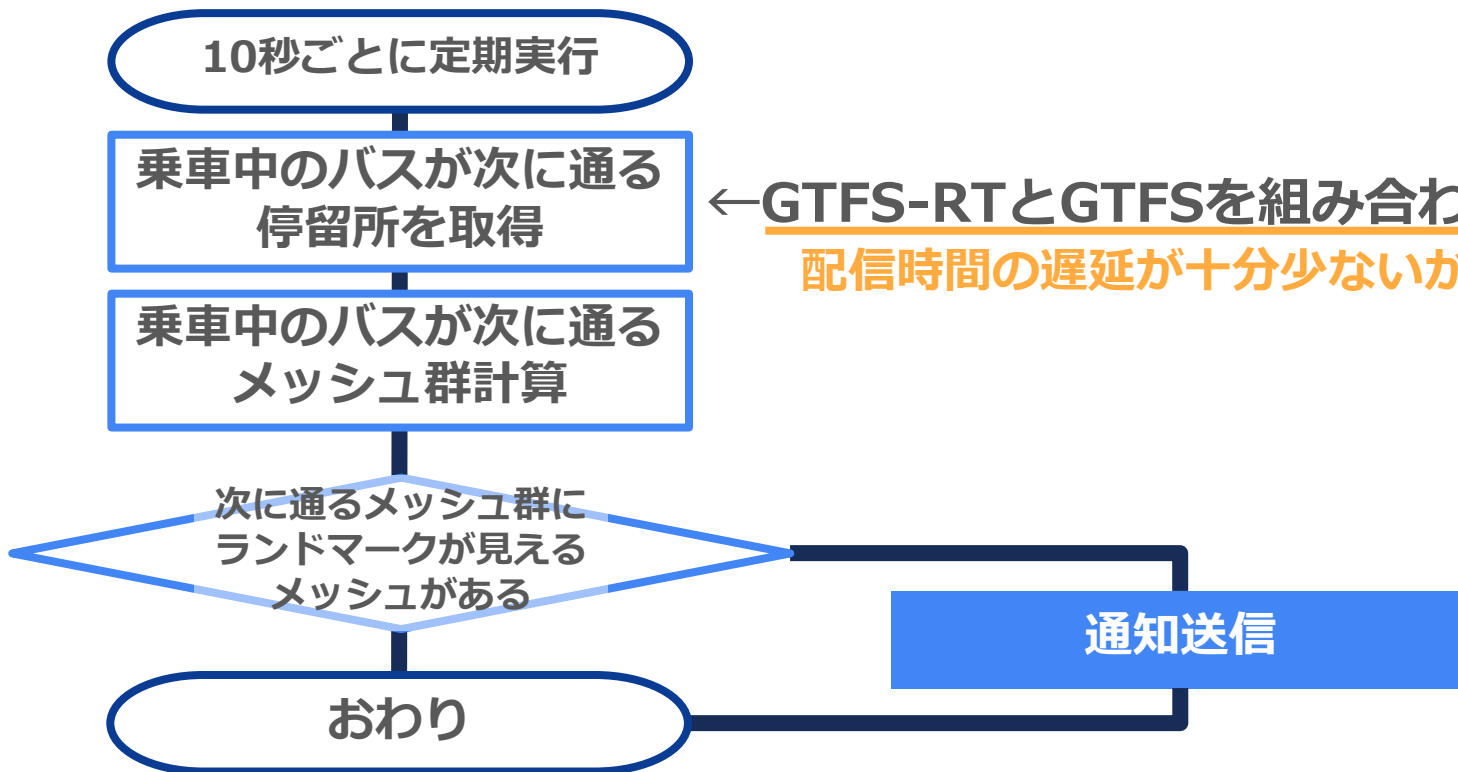 10秒ごとに定期実行
乗車中のバスが次に通る
停留所を取得
←GTFS-RTとGTFSを組み合わ
配信時間の遅延が十分少ないか
乗車中のバスが次に通る
メッシュ群計算
次に通るメッシュ群に
ランドマークが見える
メッシュがある
通知送信
おわり